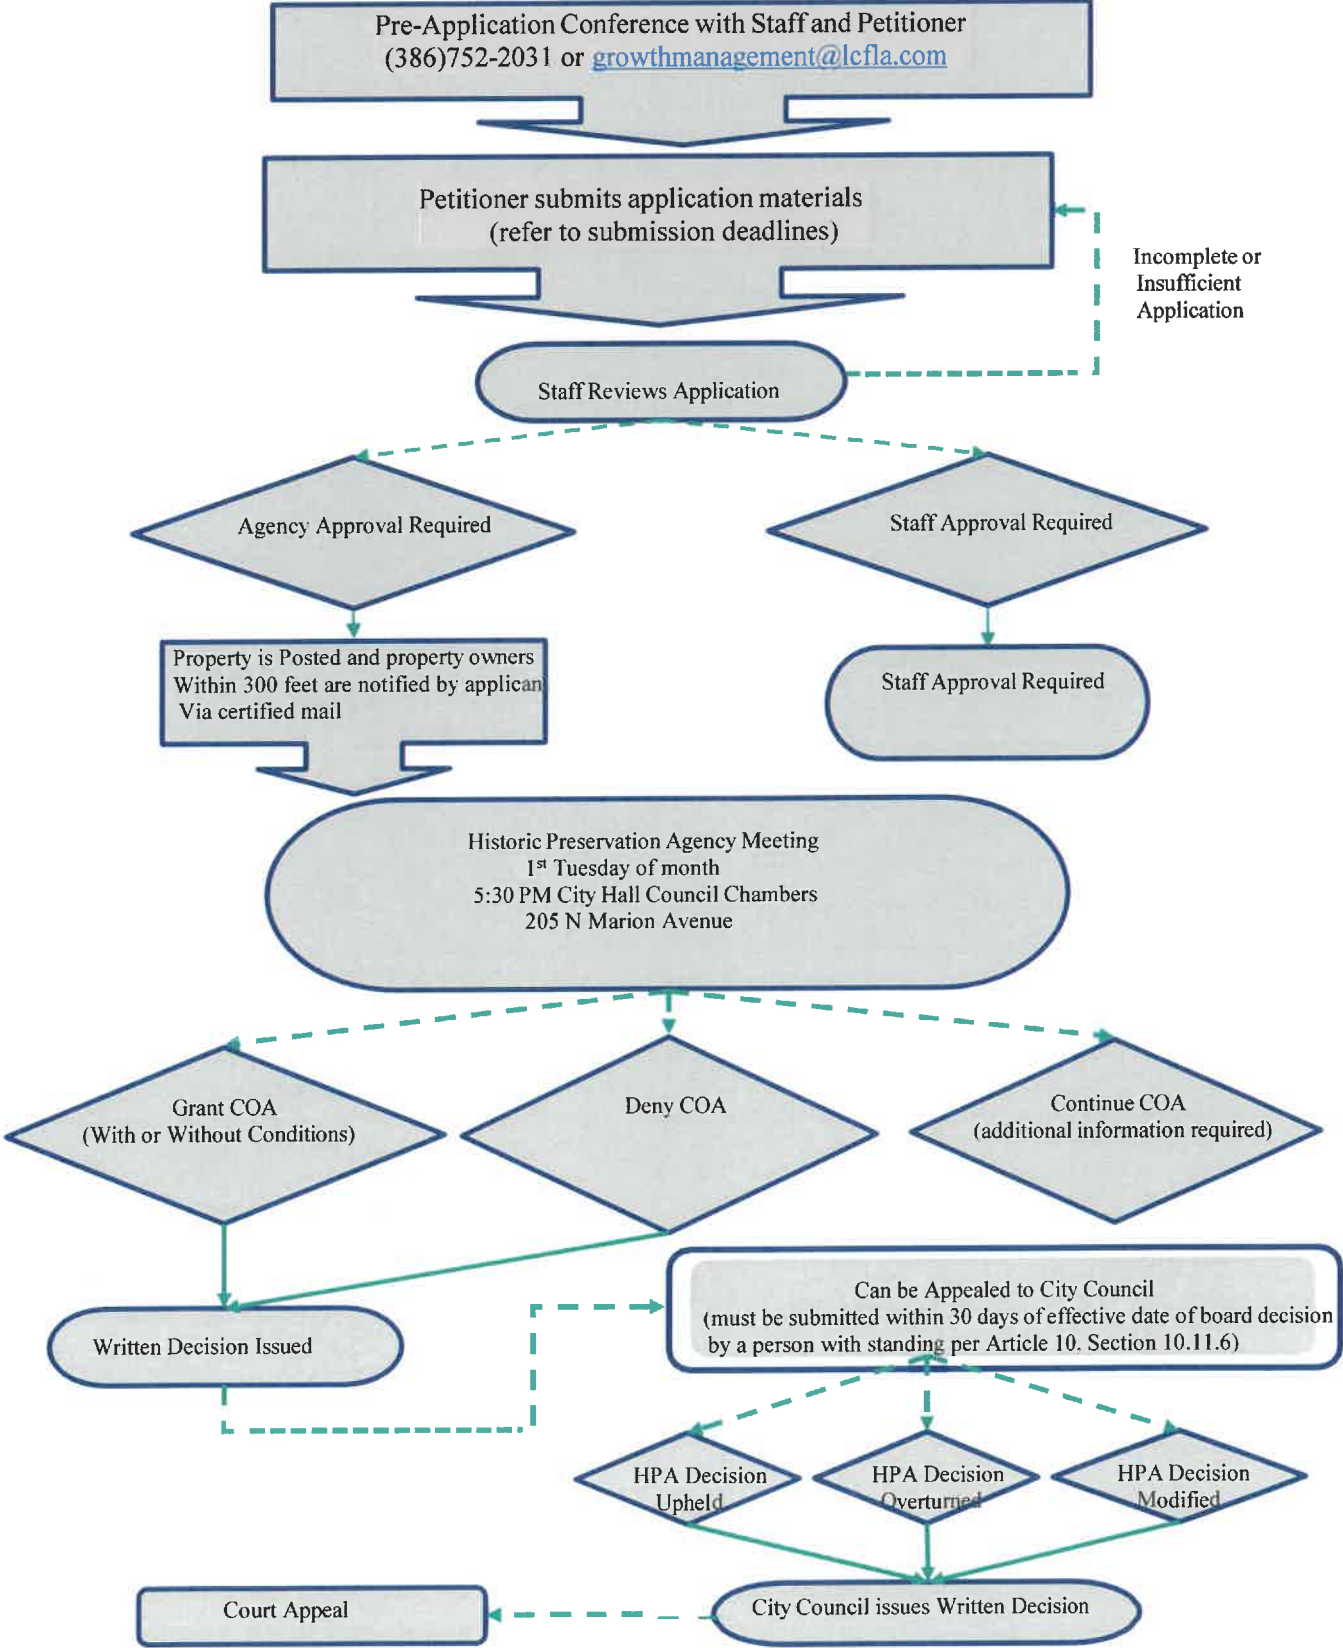 Pre-Application Conference with Staff and Petitioner
(386)752-2031 or growthmanagement@lcfla.com
Petitioner submits application materials
(refer to submission deadlines)
Incomplete or
Insufficient
Application
Staff Reviews Application
Agency Approval Required
Staff Approval Required
Property is Posted and property owners
Within 300 feet are notified by applican
Via certified mail
Staff Approval Required
Historic Preservation Agency Meeting
1st Tuesday of month
5:30 PM City Hall Council Chambers
205 N Marion Avenue
Grant COA
(With or Without Conditions)
Deny COA
Continue COA
(additional information required)
Written Decision Issued
Can be Appealed to City Council
(must be submitted within 30 days of effective date of board decision
by a person with standing per Article 10. Section 10.11.6)
HPA Decision
Upheld
HPA Decision
Overturned
HPA Decision
Modified
Court Appeal
City Council issues Written Decision